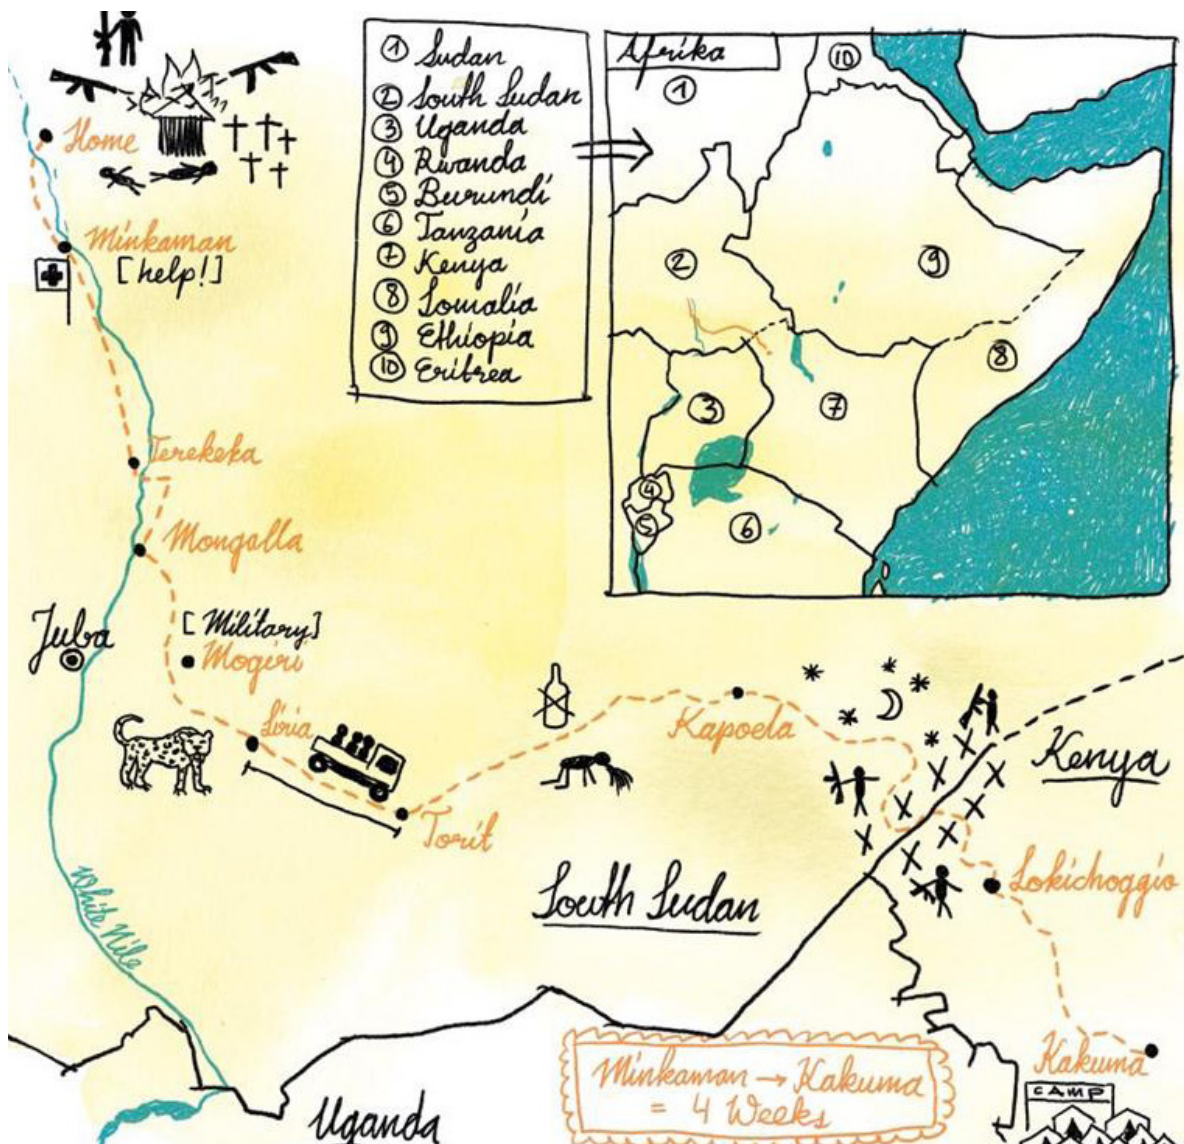 ① Sudan
② South Sudan
③ Uganda
④ Rwanda
⑤ Burundi
⑥ Tanzania
⑦ Kenya
⑧ Somalia
⑨ Ethiopia
⑩ Eritrea
Afrika
⑩
①
②
⑨
⑧
③
⑦
④
⑤
⑥
Home
Minkaman
[help!]
Terekeka
Mongalla
Juba
[Military]
Mogiri
Liria
Torit
Kapoela
Kenya
Lokichoggio
South Sudan
White Nile
Kakuma
CAMP
Minkaman → Kakuma
= 4 Weeks
Uganda